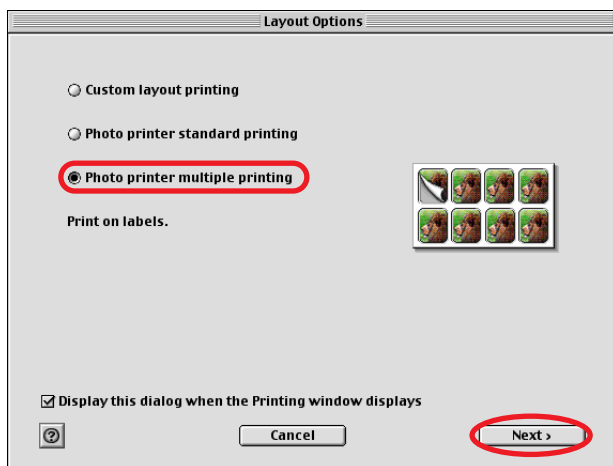 Layout Options
Custom layout printing
Photo printer standard printing
Photo printer multiple printing
Print on labels.
Display this dialog when the Printing window displays
?
Cancel
Next ›